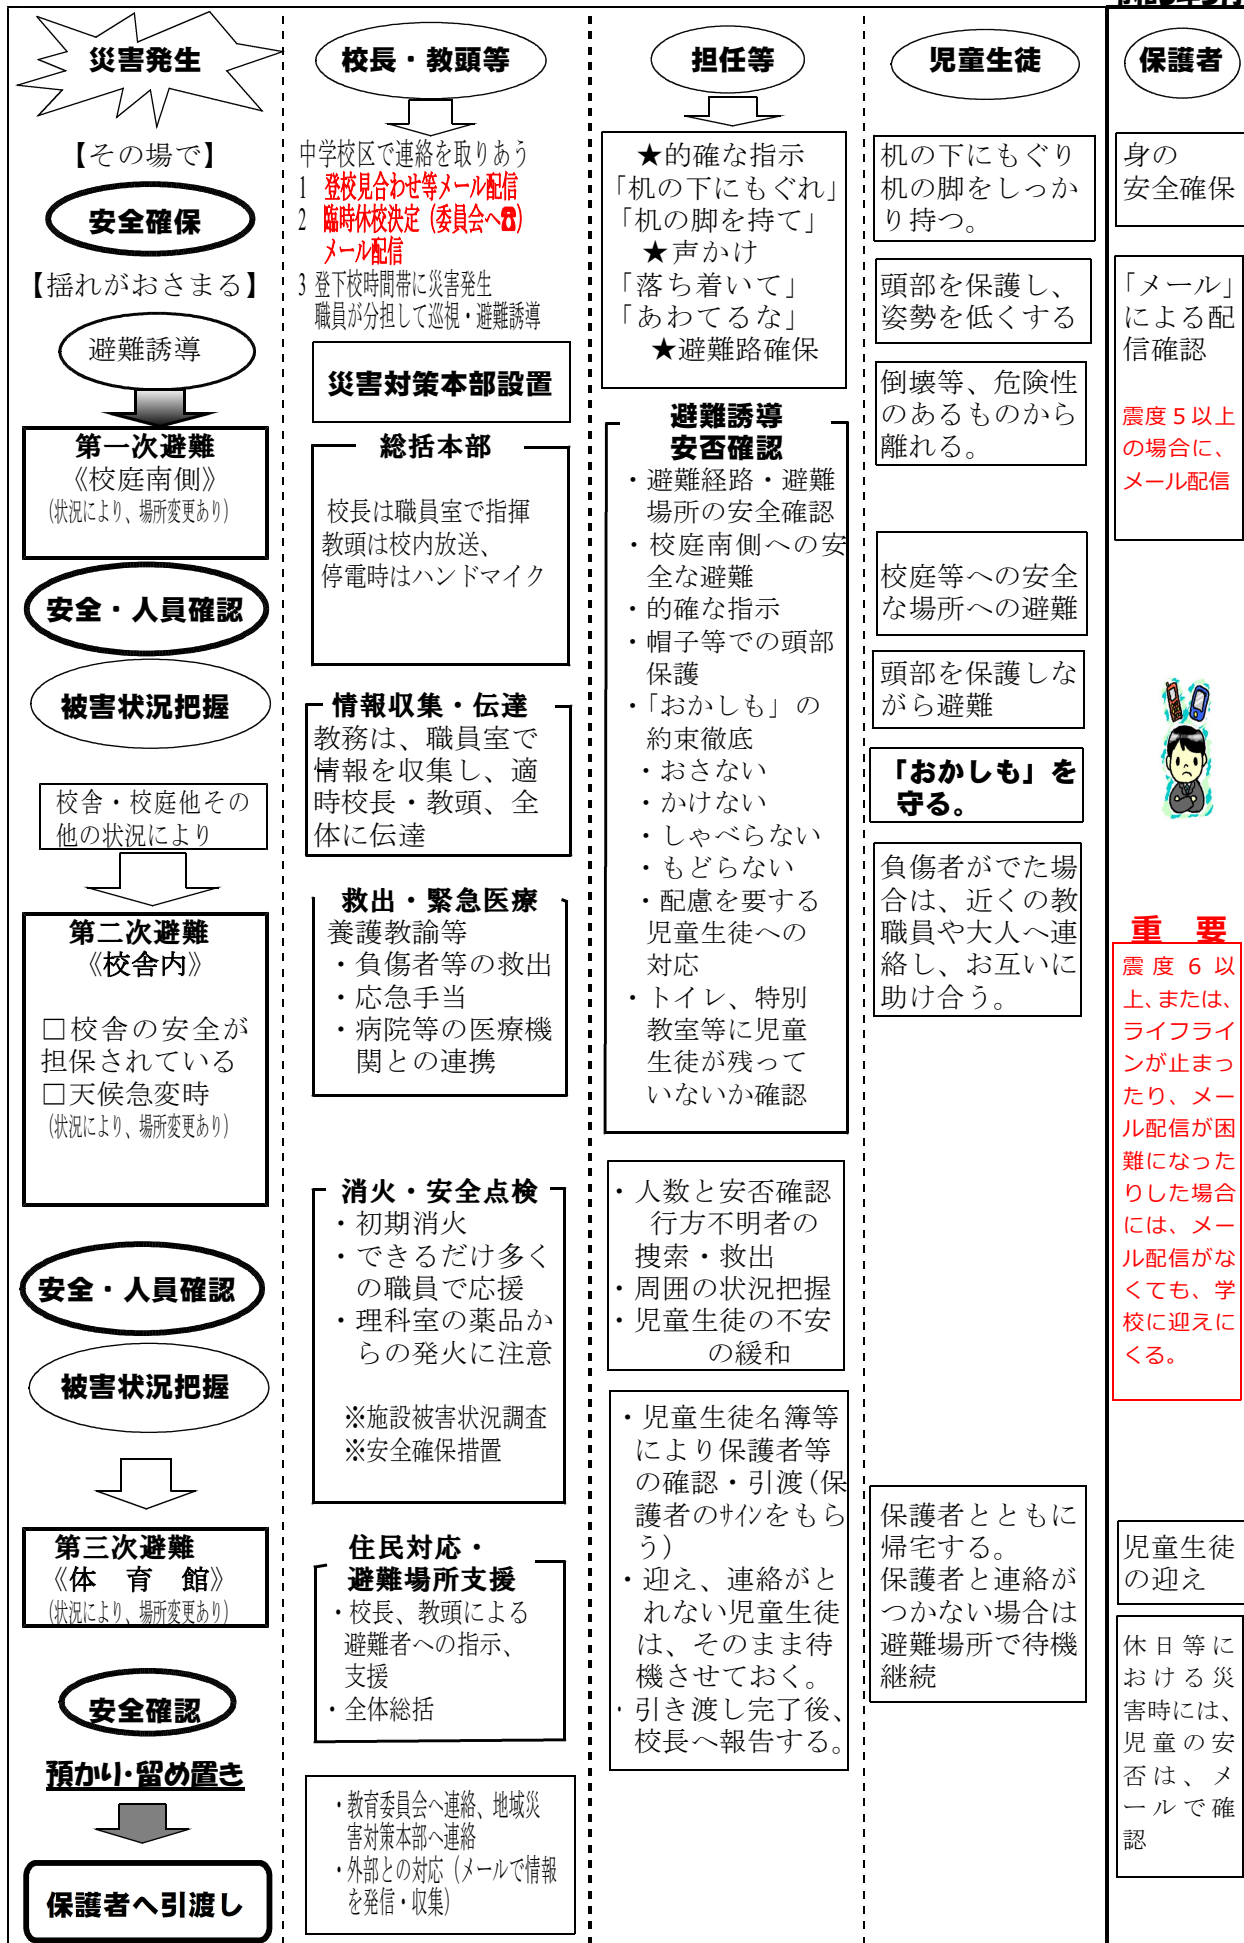 災害発生
【その場で】
安全確保
【揺れがおさまる】
避難誘導
第一次避難
《校庭南側》
(状況により、場所変更あり)
安全・人員確認
被害状況把握
校舎・校庭他その
他の状況により
第二次避難
《校舎内》
□校舎の安全が
担保されている
□天候急変時
(状況により、場所変更あり)
安全・人員確認
被害状況把握
第三次避難
《体　育　館》
(状況により、場所変更あり)
安全確認
預かり・留め置き
保護者へ引渡し
校長・教頭等
中学校区で連絡を取りあう
1　登校見合わせ等メール配信
2　臨時休校決定（委員会へ☎）
メール配信
3 登下校時間帯に災害発生
職員が分担して巡視・避難誘導
災害対策本部設置
総括本部
校長は職員室で指揮
教頭は校内放送、
停電時はハンドマイク
情報収集・伝達
教務は、職員室で
情報を収集し、適
時校長・教頭、全
体に伝達
救出・緊急医療
養護教諭等
・負傷者等の救出
・応急手当
・病院等の医療機
関との連携
消火・安全点検
・初期消火
・できるだけ多く
の職員で応援
・理科室の薬品か
らの発火に注意
※施設被害状況調査
※安全確保措置
住民対応・
避難場所支援
・校長、教頭による
避難者への指示、
支援
・全体総括
・教育委員会へ連絡、地域災
害対策本部へ連絡
・外部との対応（メールで情報
を発信・収集）
担任等
★的確な指示
「机の下にもぐれ」
「机の脚を持て」
★声かけ
「落ち着いて」
「あわてるな」
★避難路確保
避難誘導
安否確認
・避難経路・避難
場所の安全確認
・校庭南側への安
全な避難
・的確な指示
・帽子等での頭部
保護
・「おかしも」の
約束徹底
・おさない
・かけない
・しゃべらない
・もどらない
・配慮を要する
児童生徒への
対応
・トイレ、特別
教室等に児童
生徒が残って
いないか確認
・人数と安否確認
行方不明者の
捜索・救出
・周囲の状況把握
・児童生徒の不安
の緩和
・児童生徒名簿等
により保護者等
の確認・引渡（保
護者のｻｲﾝをもら
う）
・迎え、連絡がと
れない児童生徒
は、そのまま待
機させておく。
・引き渡し完了後、
校長へ報告する。
児童生徒
机の下にもぐり
机の脚をしっか
り持つ。
頭部を保護し、
姿勢を低くする
倒壊等、危険性
のあるものから
離れる。
校庭等への安全
な場所への避難
頭部を保護しな
がら避難
「おかしも」を
守る。
負傷者がでた場
合は、近くの教
職員や大人へ連
絡し、お互いに
助け合う。
保護者とともに
帰宅する。
保護者と連絡が
つかない場合は
避難場所で待機
継続
保護者
身の
安全確保
「メール」
による配
信確認
震度５以上
の場合に、
メール配信
重　要
震度６以
上、または、
ライフライ
ンが止まっ
たり、メー
ル配信が困
難になった
りした場合
には、メー
ル配信がな
くても、学
校に迎えに
くる。
児童生徒
の迎え
休日等に
おける災
害時には、
児童の安
否は、メ
ールで確
認